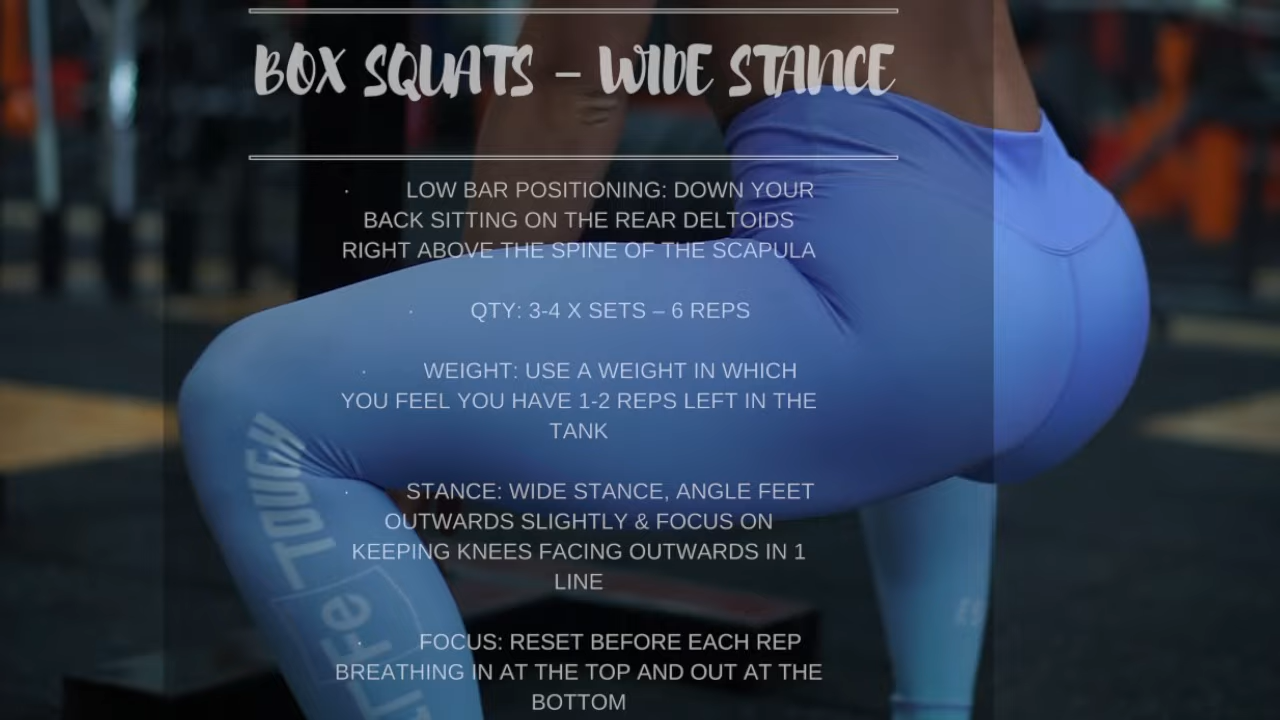 BOX SQUATS – WIDE STANCE
· LOW BAR POSITIONING: DOWN YOUR
BACK SITTING ON THE REAR DELTOIDS
RIGHT ABOVE THE SPINE OF THE SCAPULA
· QTY: 3-4 X SETS – 6 REPS
· WEIGHT: USE A WEIGHT IN WHICH
YOU FEEL YOU HAVE 1-2 REPS LEFT IN THE
TANK
· STANCE: WIDE STANCE, ANGLE FEET
OUTWARDS SLIGHTLY & FOCUS ON
KEEPING KNEES FACING OUTWARDS IN 1
LINE
· FOCUS: RESET BEFORE EACH REP
BREATHING IN AT THE TOP AND OUT AT THE
BOTTOM
TOUGH